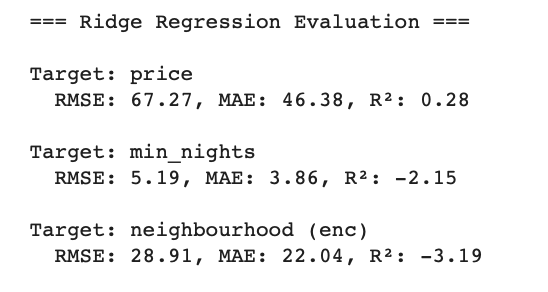 === Ridge Regression Evaluation ===
Target: price
RMSE: 67.27, MAE: 46.38, R²: 0.28
Target: min_nights
RMSE: 5.19, MAE: 3.86, R²: -2.15
Target: neighbourhood (enc)
RMSE: 28.91, MAE: 22.04, R²: -3.19